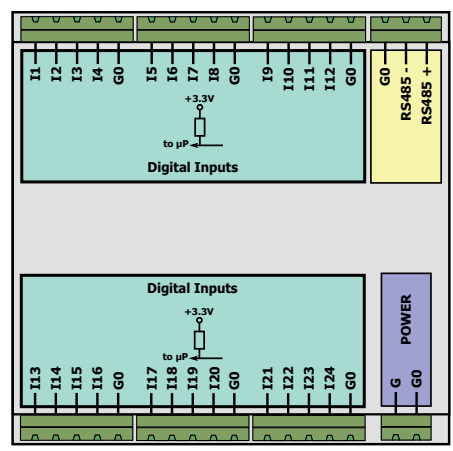 I1 I2 I3 I4 G0 I5 I6 I7 I8 G0 I9 I10 I11 I12 G0 G0 RS485 - RS485 +
+3.3V
to µP
Digital Inputs
Digital Inputs
+3.3V
to µP
POWER
I13 I14 I15 I16 G0 I17 I18 I19 I20 G0 I21 I22 I23 I24 G0 G G0